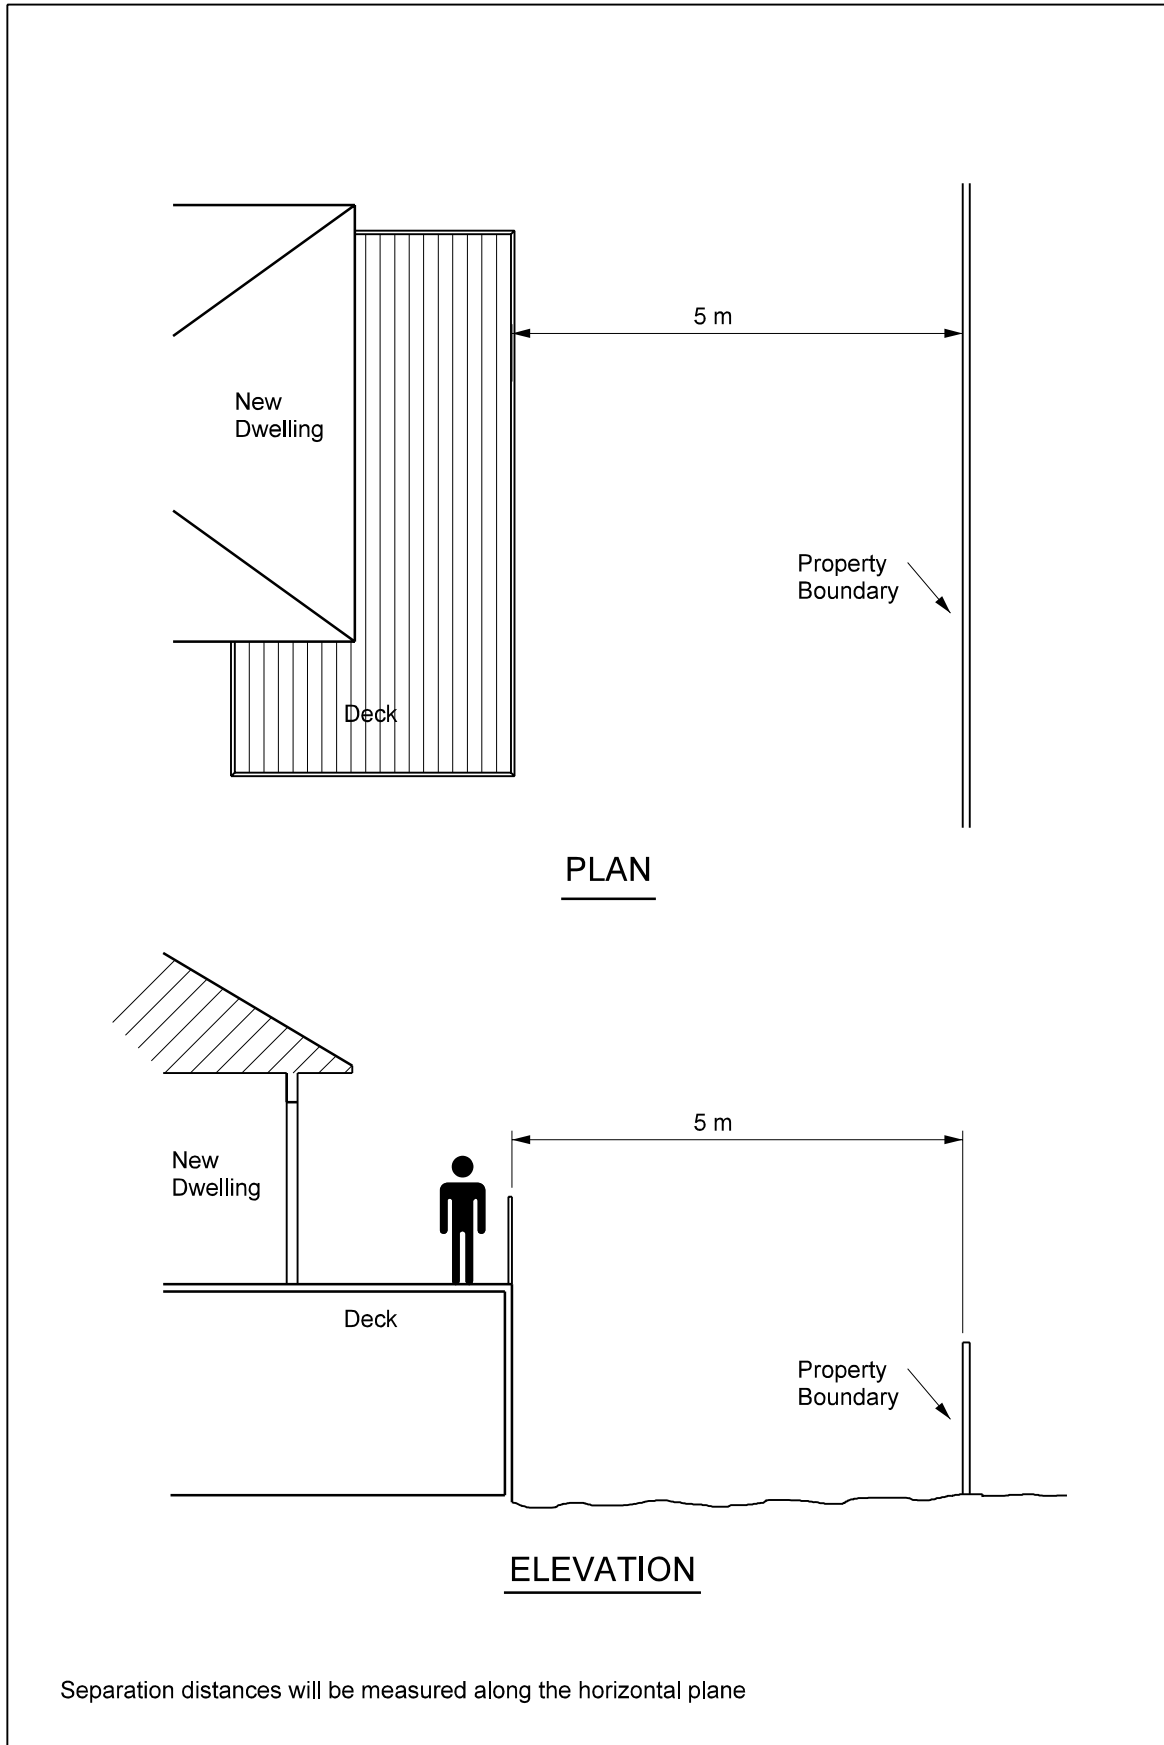 5 m
New
Dwelling
Property
Boundary
Deck
PLAN
5 m
New
Dwelling
Deck
Property
Boundary
ELEVATION
Separation distances will be measured along the horizontal plane